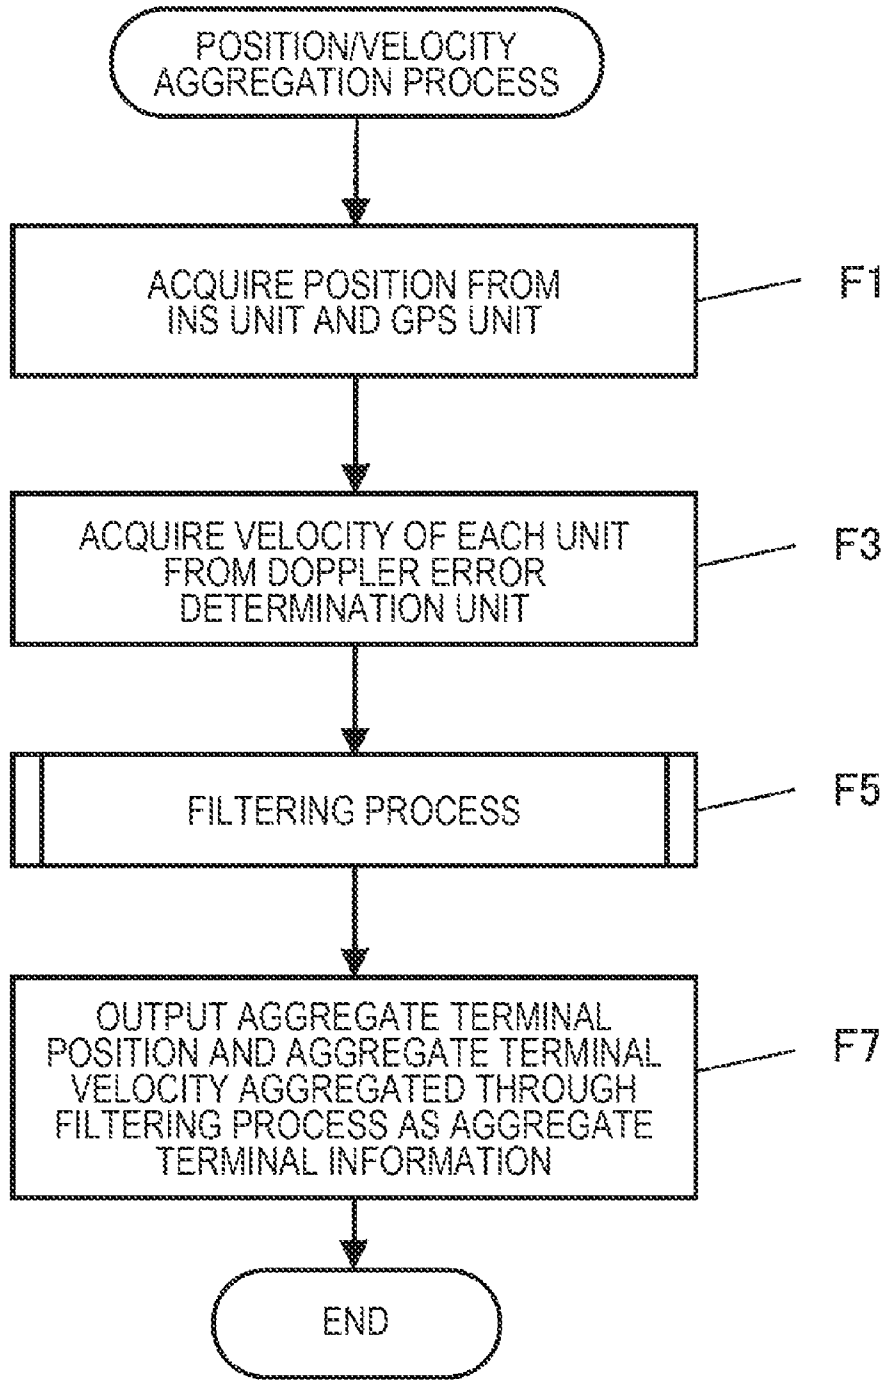 POSITION/VELOCITY
AGGREGATION PROCESS
ACQUIRE POSITION FROM
INS UNIT AND GPS UNIT
F1
ACQUIRE VELOCITY OF EACH UNIT
FROM DOPPLER ERROR
DETERMINATION UNIT
F3
FILTERING PROCESS
F5
OUTPUT AGGREGATE TERMINAL
POSITION AND AGGREGATE TERMINAL
VELOCITY AGGREGATED THROUGH
FILTERING PROCESS AS AGGREGATE
TERMINAL INFORMATION
F7
END